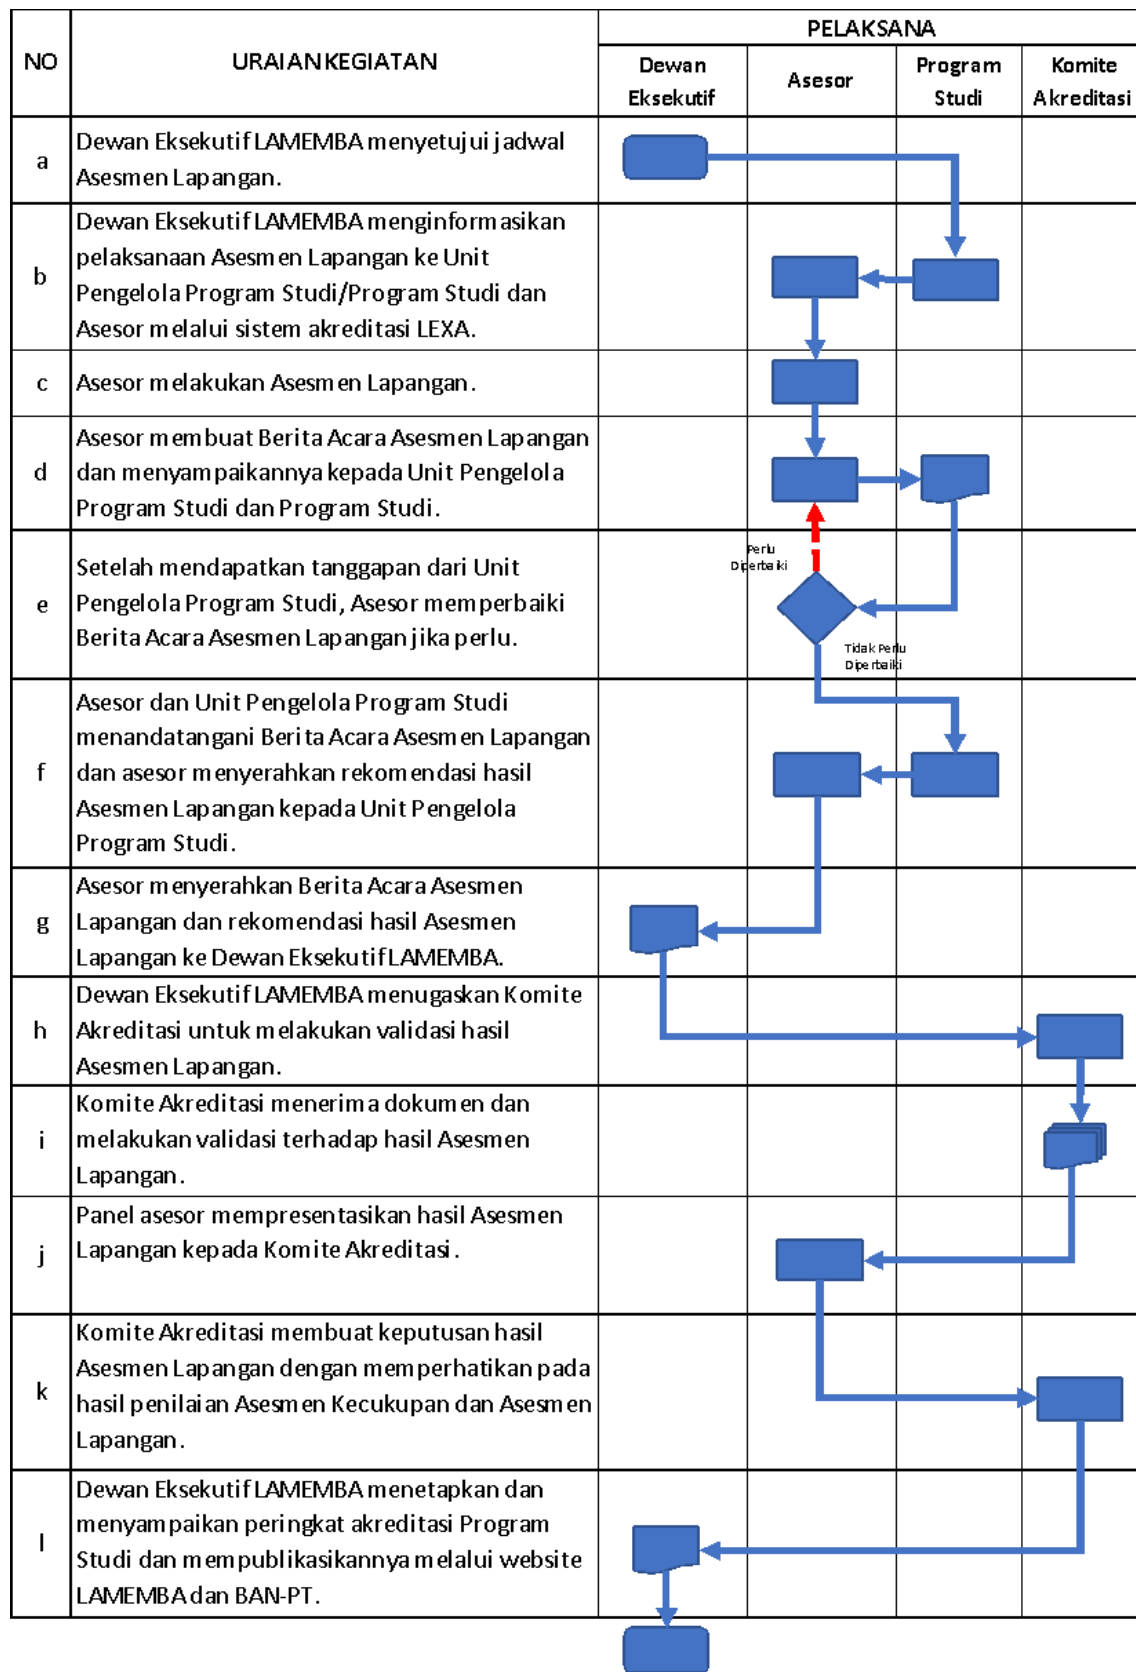 PELAKSANA
NO
URAIAN KEGIATAN
Dewan
Eksekutif
Asesor
Program
Studi
Komite
Akreditasi
a
Dewan Eksekutif LAMEMBA menyetujui jadwal
Asesmen Lapangan.
b
Dewan Eksekutif LAMEMBA menginformasikan
pelaksanaan Asesmen Lapangan ke Unit
Pengelola Program Studi/Program Studi dan
Asesor melalui sistem akreditasi LEXA.
c
Asesor melakukan Asesmen Lapangan.
d
Asesor membuat Berita Acara Asesmen Lapangan
dan menyampaikannya kepada Unit Pengelola
Program Studi dan Program Studi.
e
Setelah mendapatkan tanggapan dari Unit
Pengelola Program Studi, Asesor memperbaiki
Berita Acara Asesmen Lapangan jika perlu.
Perlu
Diperbaiki
Tidak Perlu
Diperbaiki
f
Asesor dan Unit Pengelola Program Studi
menandatangani Berita Acara Asesmen Lapangan
dan asesor menyerahkan rekomendasi hasil
Asesmen Lapangan kepada Unit Pengelola
Program Studi.
g
Asesor menyerahkan Berita Acara Asesmen
Lapangan dan rekomendasi hasil Asesmen
Lapangan ke Dewan Eksekutif LAMEMBA.
h
Dewan Eksekutif LAMEMBA menugaskan Komite
Akreditasi untuk melakukan validasi hasil
Asesmen Lapangan.
i
Komite Akreditasi menerima dokumen dan
melakukan validasi terhadap hasil Asesmen
Lapangan.
j
Panel asesor mempresentasikan hasil Asesmen
Lapangan kepada Komite Akreditasi.
k
Komite Akreditasi membuat keputusan hasil
Asesmen Lapangan dengan memperhatikan pada
hasil penilaian Asesmen Kecukupan dan Asesmen
Lapangan.
l
Dewan Eksekutif LAMEMBA menetapkan dan
menyampaikan peringkat akreditasi Program
Studi dan mempublikasikannya melalui website
LAMEMBA dan BAN-PT.